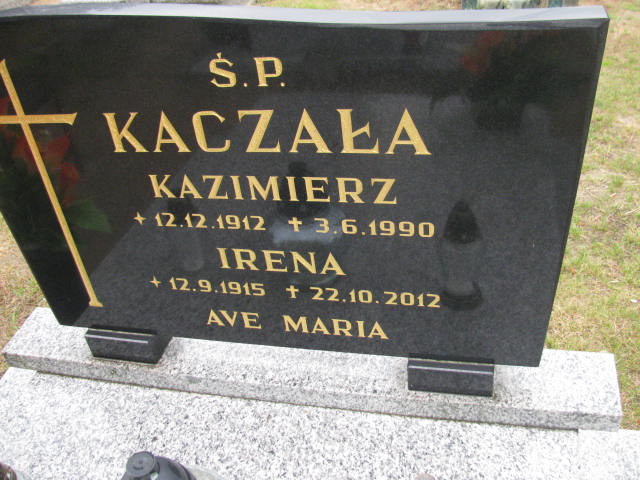 Ś.P.
KACZAŁA
KAZIMIERZ
* 12.12.1912 ✝ 3.6.1990
IRENA
* 12.9.1915 ✝ 22.10.2012
AVE MARIA